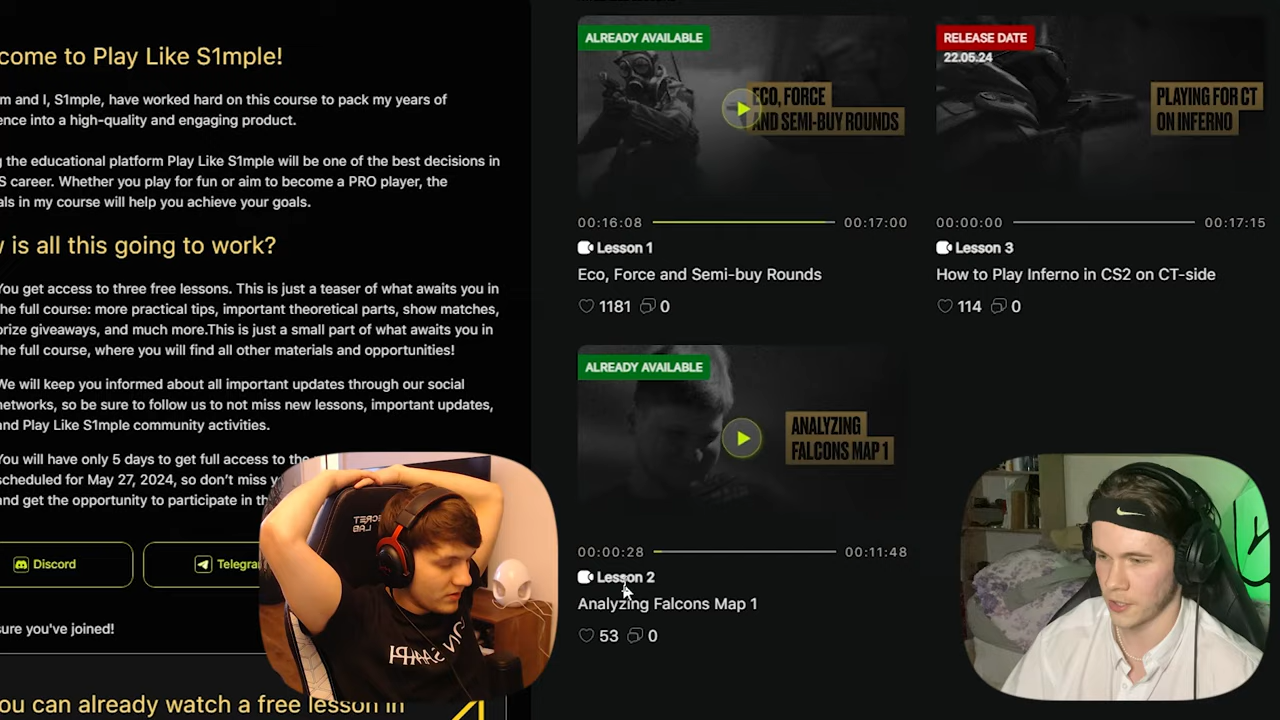 come to Play Like S1mple!
m and I, S1mple, have worked hard on this course to pack my years of
ence into a high-quality and engaging product.
g the educational platform Play Like S1mple will be one of the best decisions in
S career. Whether you play for fun or aim to become a PRO player, the
als in my course will help you achieve your goals.
w is all this going to work?
You get access to three free lessons. This is just a teaser of what awaits you in
he full course: more practical tips, important theoretical parts, show matches,
prize giveaways, and much more.This is just a small part of what awaits you in
he full course, where you will find all other materials and opportunities!
We will keep you informed about all important updates through our social
networks, so be sure to follow us to not miss new lessons, important updates,
and Play Like S1mple community activities.
You will have only 5 days to get full access to the
scheduled for May 27, 2024, so don't miss y
and get the opportunity to participate in th
Discord
Telegra
sure you've joined!
ou can already watch a free lesson in
ALREADY AVAILABLE
ECO, FORCE
AND SEMI-BUY ROUNDS
00:16:08
00:17:00
Lesson 1
Eco, Force and Semi-buy Rounds
1181
0
RELEASE DATE
22.05.24
PLAYING FOR CT
ON INFERNO
00:00:00
00:17:15
Lesson 3
How to Play Inferno in CS2 on CT-side
114
0
ALREADY AVAILABLE
ANALYZING
FALCONS MAP 1
00:00:28
00:11:48
Lesson 2
Analyzing Falcons Map 1
53
0